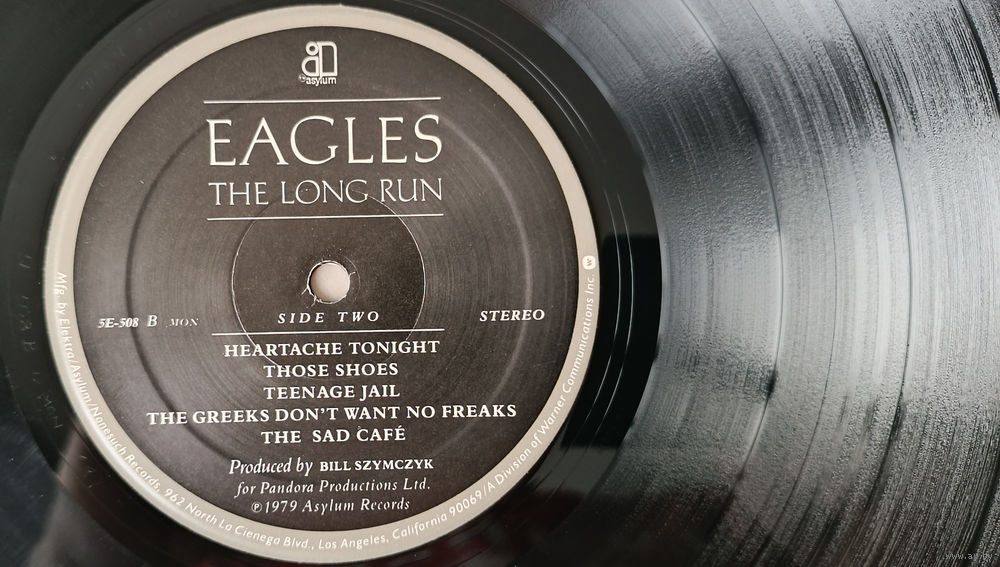 asylum
EAGLES
THE LONG RUN
SIDE TWO
5E-508 B MON
STEREO
HEARTACHE TONIGHT
THOSE SHOES
TEENAGE JAIL
THE GREEKS DON'T WANT NO FREAKS
THE SAD CAFÉ
Produced by BILL SZYMCZYK
for Pandora Productions Ltd.
℗1979 Asylum Records
Mfg. by Elektra/Asylum/Nonesuch Records, 962 North La Cienega Blvd., Los Angeles, California 90069/A Division of Warner Communications Inc.